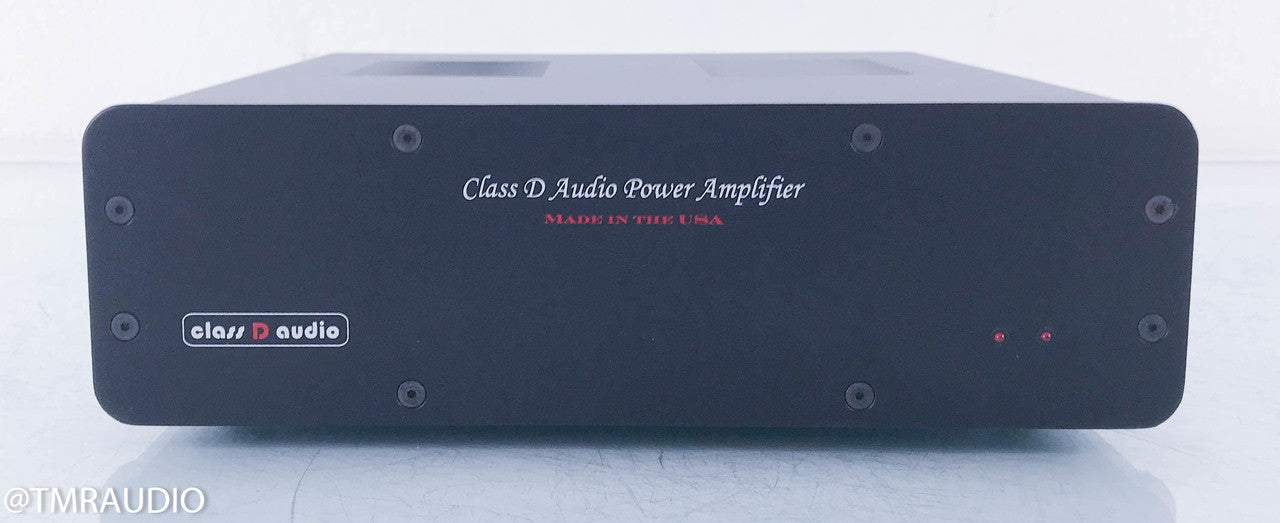 Class D Audio Power Amplifier
MADE IN THE USA
class D audio
@TMRAUDIO